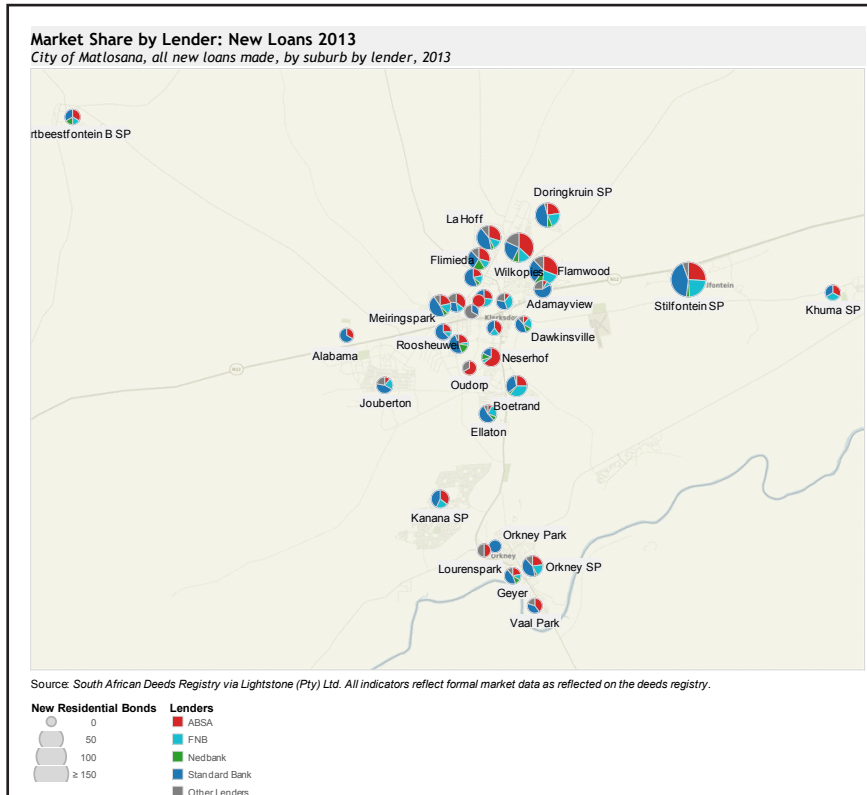 Market Share by Lender: New Loans 2013
City of Matlosana, all new loans made, by suburb by lender, 2013
rtbeestfontein B SP
Doringkruin SP
La Hoff
Flimieda
Wilkopies
Flamwood
Stilfontein SP
Khuma SP
Adamayview
Meiringspark
Dawkinsville
Alabama
Roosheuwel
Neserhof
Oudorp
Jouberton
Boetrand
Ellaton
Kanana SP
Orkney Park
Orkney
Lourenspark
Orkney SP
Geyer
Vaal Park
Source: South African Deeds Registry via Lightstone (Pty) Ltd. All indicators reflect formal market data as reflected on the deeds registry.
New Residential Bonds
0
50
100
≥ 150
Lenders
ABSA
FNB
Nedbank
Standard Bank
Other Lenders